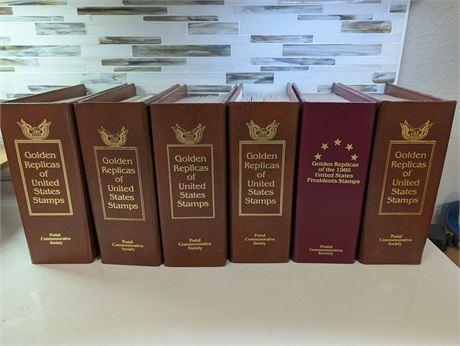 Golden
Replicas
of
United
States
Stamps
Postal
Commemorative
Society
Golden
Replicas
of
United
States
Stamps
Postal
Commemorative
Society
Golden
Replicas
of
United
States
Stamps
Postal
Commemorative
Society
Golden
Replicas
of
United
States
Stamps
Postal
Commemorative
Society
Golden Replicas
of the 1986
United States
Presidents Stamps
Postal
Commemorative
Society
Golden
Replicas
of
United
States
Stamps
Postal
Commemorative
Society